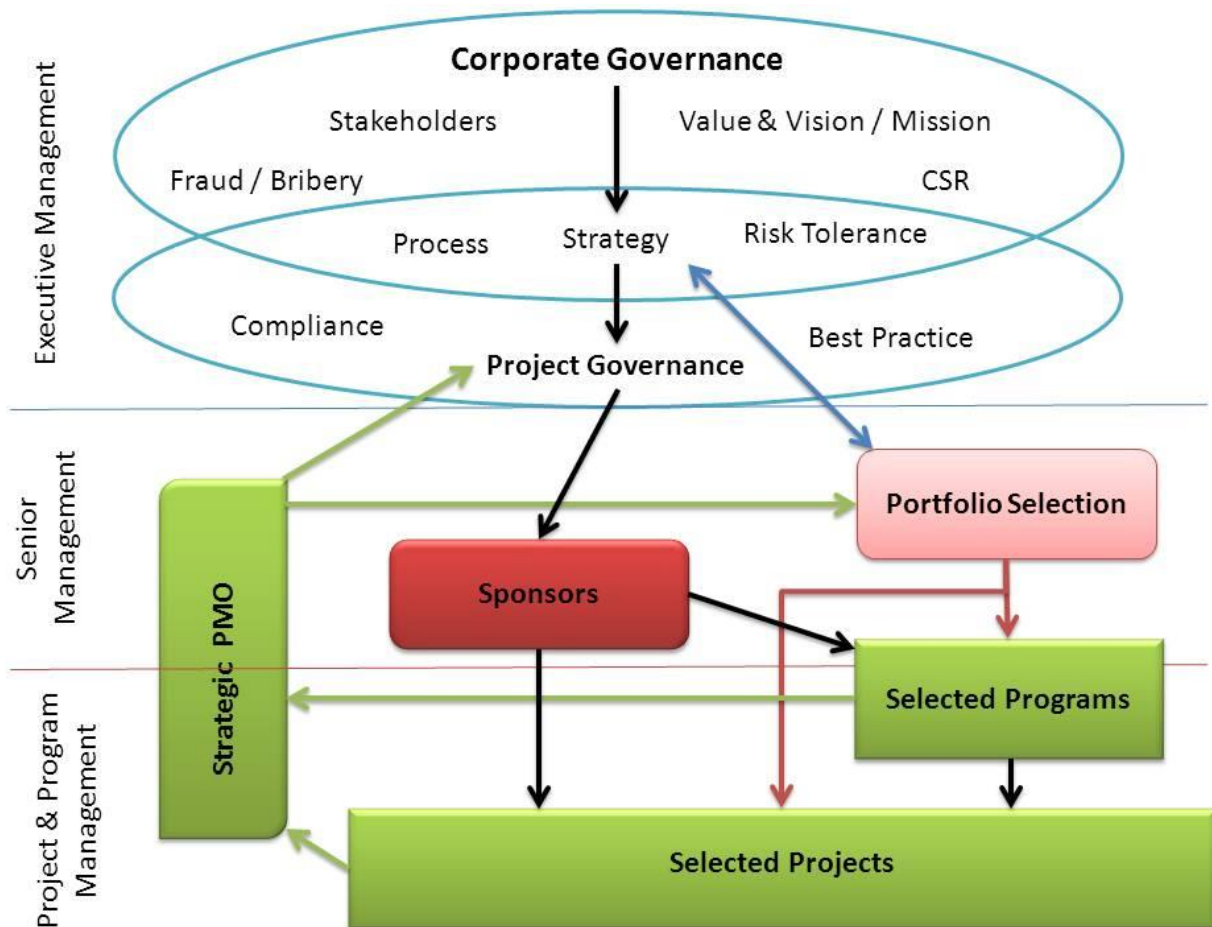 Executive Management
Corporate Governance
Stakeholders
Value & Vision / Mission
Fraud / Bribery
CSR
Process
Strategy
Risk Tolerance
Compliance
Best Practice
Project Governance
Senior
Management
Portfolio Selection
Sponsors
Strategic PMO
Selected Programs
Project & Program
Management
Selected Projects